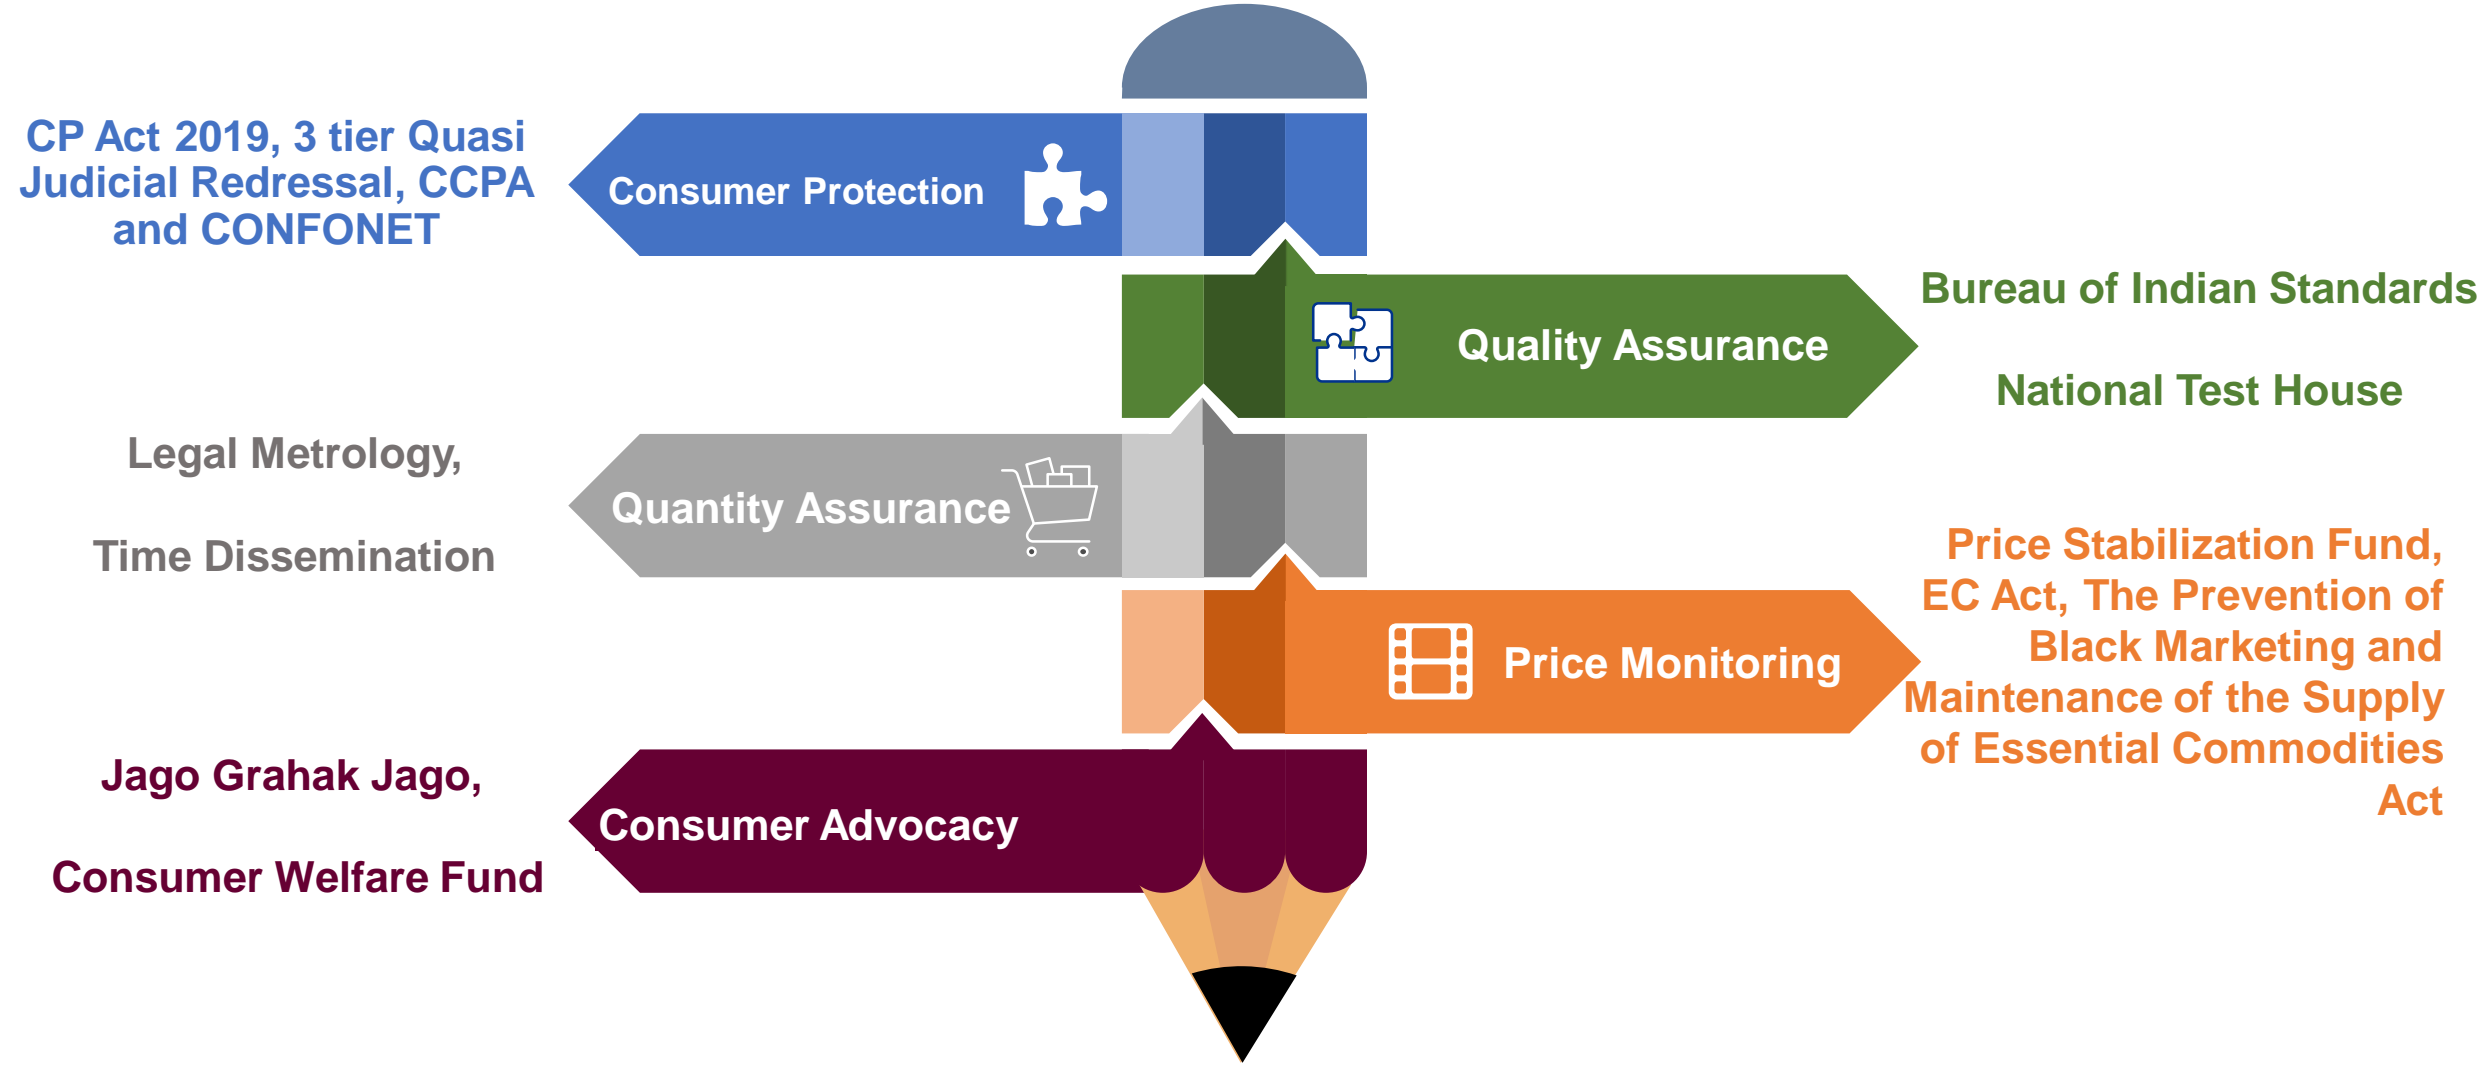 CP Act 2019, 3 tier Quasi
Judicial Redressal, CCPA
and CONFONET
Consumer Protection
Quality Assurance
Bureau of Indian Standards
National Test House
Legal Metrology,
Time Dissemination
Quantity Assurance
Price Monitoring
Price Stabilization Fund,
EC Act, The Prevention of
Black Marketing and
Maintenance of the Supply
of Essential Commodities
Act
Jago Grahak Jago,
Consumer Welfare Fund
Consumer Advocacy